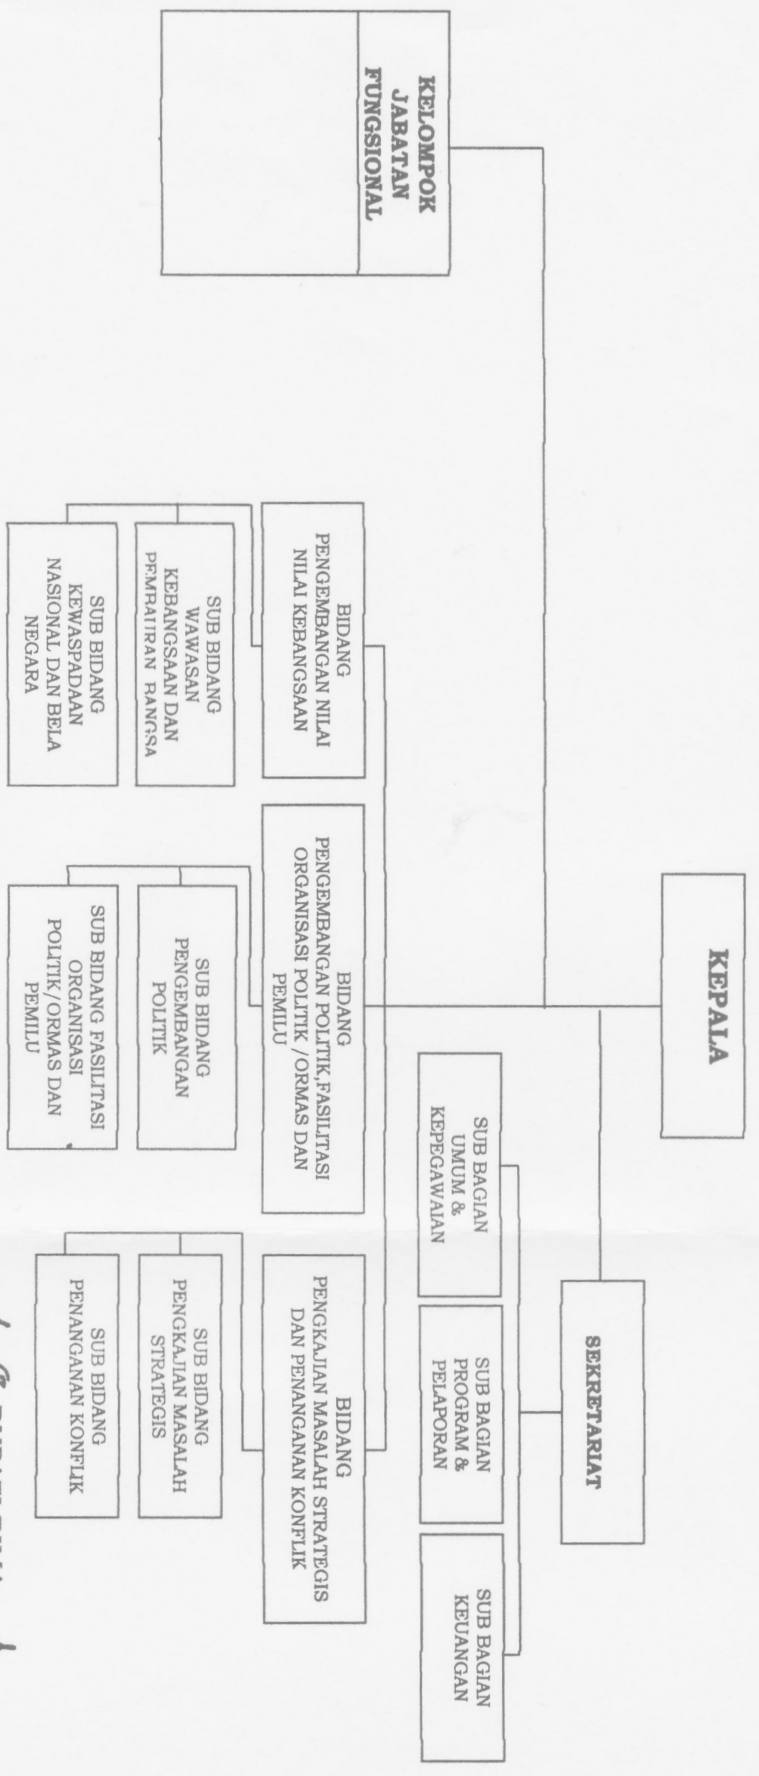 KEPALA
SEKRETARIAT
KELOMPOK
JABATAN
FUNGSIONAL
SUB BAGIAN
UMUM &
KEPEGAWAIAN
SUB BAGIAN
PROGRAM &
PELAPORAN
SUB BAGIAN
KEUANGAN
BIDANG
PENGEMBANGAN NILAI
NILAI KEBANGSAAN
BIDANG
PENGEMBANGAN POLITIK,FASILITASI
ORGANISASI POLITIK /ORMAS DAN
PEMILU
BIDANG
PENGKAJIAN MASALAH STRATEGIS
DAN PENANGANAN KONFLIK
SUB BIDANG
WAWASAN
KEBANGSAAN DAN
PEMBAURAN BANGSA
SUB BIDANG
PENGEMBANGAN
POLITIK
SUB BIDANG
PENGKAJIAN MASALAH
STRATEGIS
SUB BIDANG
KEWASPADAAN
NASIONAL DAN BELA
NEGARA
SUB BIDANG FASILITASI
ORGANISASI
POLITIK/ORMAS DAN
PEMILU
SUB BIDANG
PENANGANAN KONFLIK